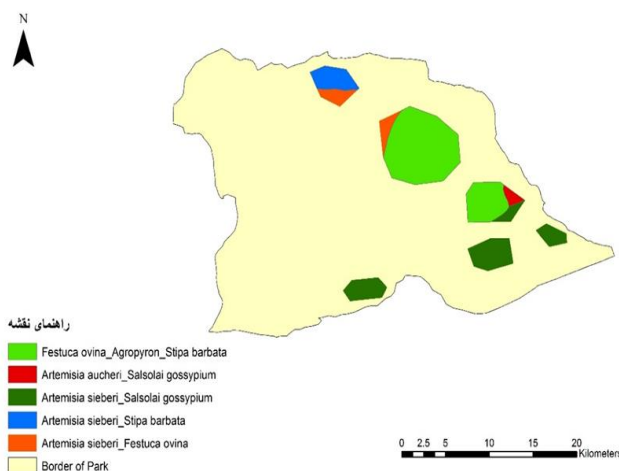 N
راهنمای نقشه
Festuca ovina_Agropyron_Stipa barbata
Artemisia aucheri_Salsolai gossypium
Artemisia sieberi_Salsolai gossypium
Artemisia sieberi_Stipa barbata
Artemisia sieberi_Festuca ovina
Border of Park
0 2.5 5 10 15 20
Kilometers